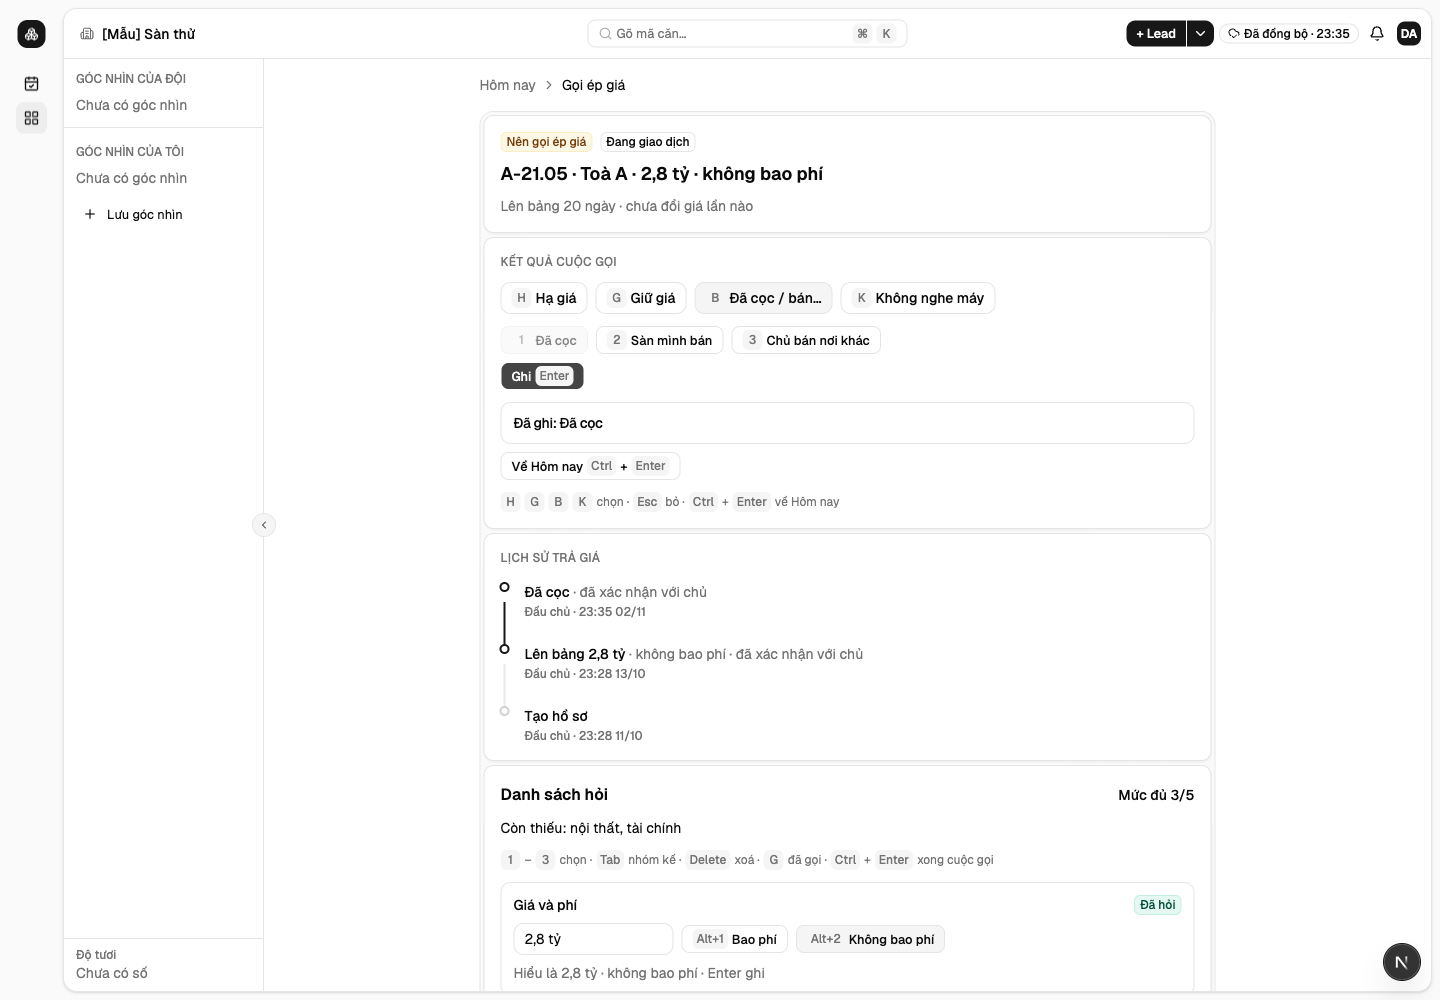 [Mẫu] Sàn thử
Gõ mã căn...
⌘ K
+ Lead
Đã đồng bộ · 23:35
DA
GÓC NHÌN CỦA ĐỘI
Chưa có góc nhìn
GÓC NHÌN CỦA TÔI
Chưa có góc nhìn
+ Lưu góc nhìn
Độ tươi
Chưa có số
Hôm nay > Gọi ép giá
Nên gọi ép giá Đang giao dịch
A-21.05 · Toà A · 2,8 tỷ · không bao phí
Lên bảng 20 ngày · chưa đổi giá lần nào
KẾT QUẢ CUỘC GỌI
H Hạ giá G Giữ giá B Đã cọc / bán... K Không nghe máy
1 Đã cọc 2 Sàn mình bán 3 Chủ bán nơi khác
Ghi Enter
Đã ghi: Đã cọc
Về Hôm nay Ctrl + Enter
H G B K chọn · Esc bỏ · Ctrl + Enter về Hôm nay
LỊCH SỬ TRẢ GIÁ
Đã cọc · đã xác nhận với chủ
Đầu chủ · 23:35 02/11
Lên bảng 2,8 tỷ · không bao phí · đã xác nhận với chủ
Đầu chủ · 23:28 13/10
Tạo hồ sơ
Đầu chủ · 23:28 11/10
Danh sách hỏi Mức đủ 3/5
Còn thiếu: nội thất, tài chính
1 – 3 chọn · Tab nhóm kế · Delete xoá · G đã gọi · Ctrl + Enter xong cuộc gọi
Giá và phí Đã hỏi
2,8 tỷ Alt+1 Bao phí Alt+2 Không bao phí
Hiểu là 2,8 tỷ · không bao phí · Enter ghi
N